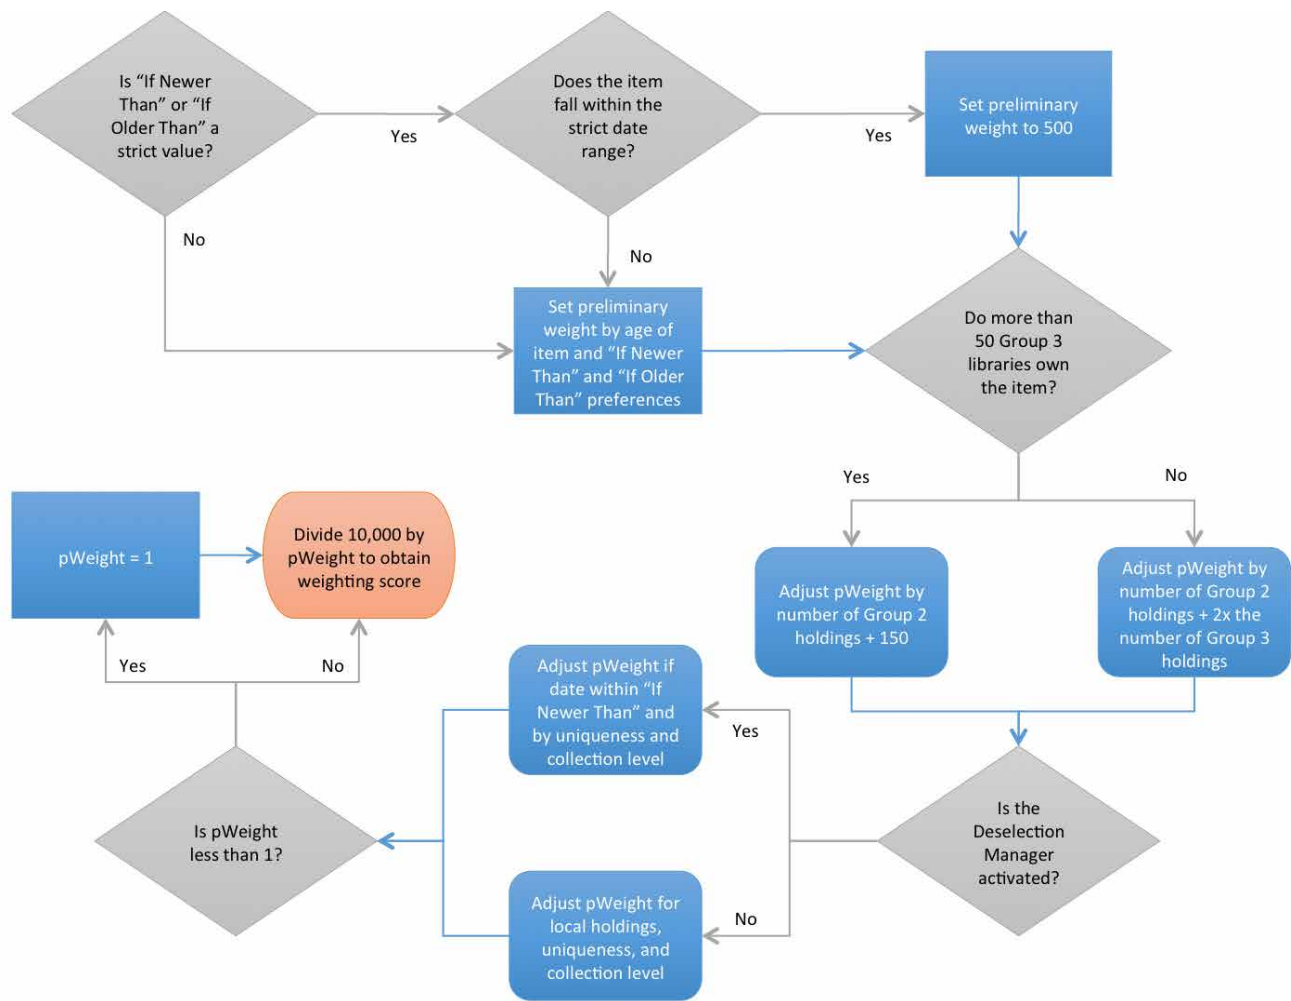 Is “If Newer
Than” or “If
Older Than” a
strict value?
Yes
Does the item
fall within the
strict date
range?
Yes
Set preliminary
weight to 500
No
No
Set preliminary
weight by age of
item and “If Newer
Than” and “If Older
Than” preferences
Do more than
50 Group 3
libraries own
the item?
Yes
No
Adjust pWeight by
number of Group 2
holdings + 150
Adjust pWeight by
number of Group 2
holdings + 2x the
number of Group 3
holdings
Is the
Deselection
Manager
activated?
Yes
No
Adjust pWeight if
date within “If
Newer Than” and
by uniqueness and
collection level
Adjust pWeight for
local holdings,
uniqueness, and
collection level
Is pWeight
less than 1?
Yes
No
pWeight = 1
Divide 10,000 by
pWeight to obtain
weighting score